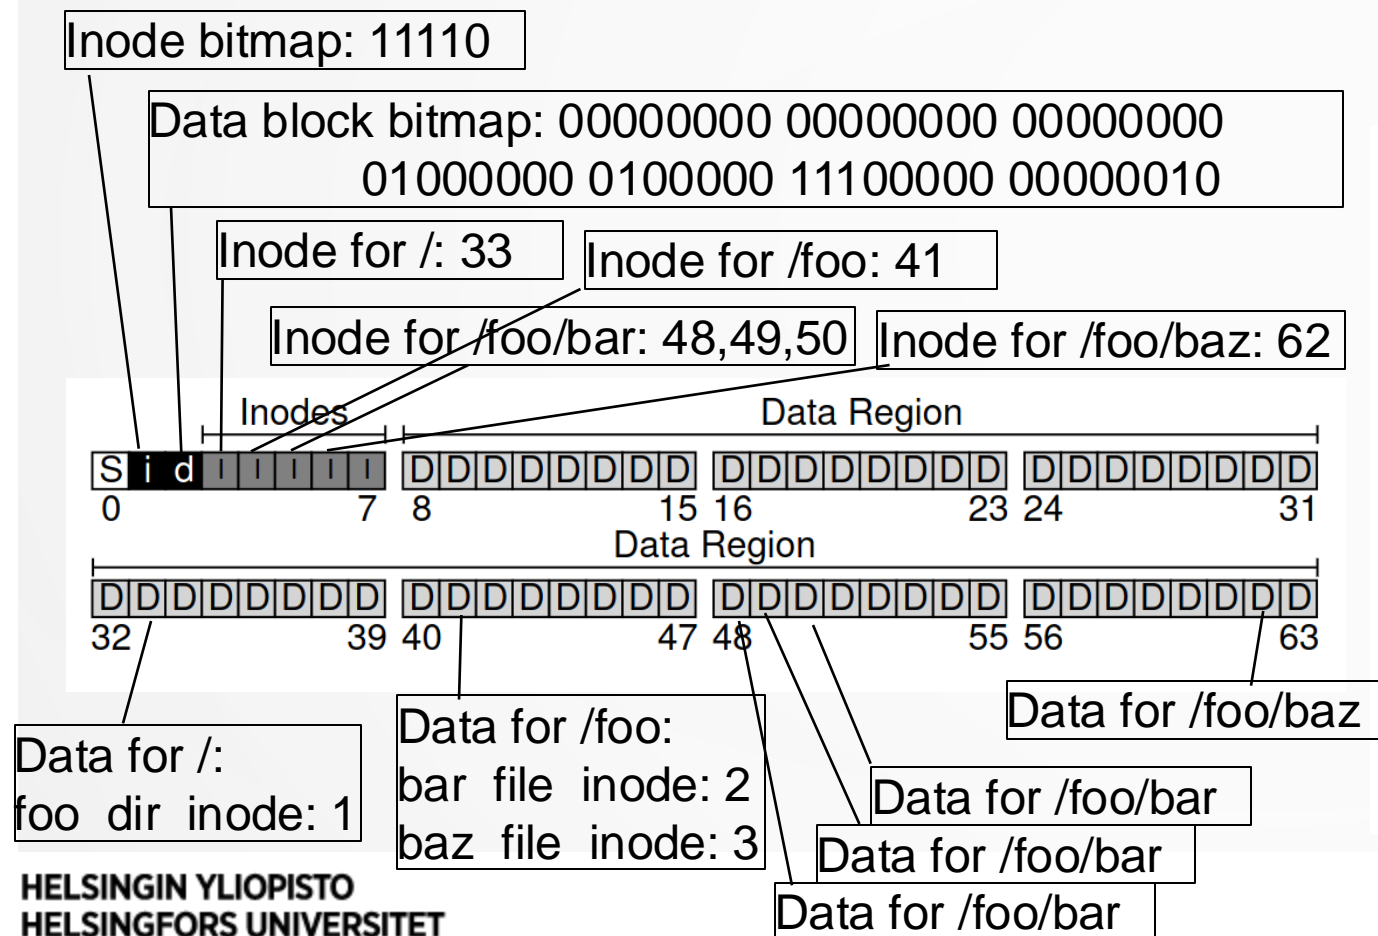 Inode bitmap: 11110
Data block bitmap: 00000000 00000000 00000000
01000000 0100000 11100000 00000010
Inode for /: 33
Inode for /foo: 41
Inode for /foo/bar: 48,49,50
Inode for /foo/baz: 62
Inodes
Data Region
S i d I I I I I D D D D D D D D D D D D D D D D D D D D D D D D
0 7 8 15 16 23 24 31
Data Region
D D D D D D D D D D D D D D D D D D D D D D D D D D D D D D D D
32 39 40 47 48 55 56 63
Data for /:
foo dir inode: 1
Data for /foo:
bar file inode: 2
baz file inode: 3
Data for /foo/baz
Data for /foo/bar
Data for /foo/bar
Data for /foo/bar
HELSINGIN YLIOPISTO
HELSINGFORS UNIVERSITET